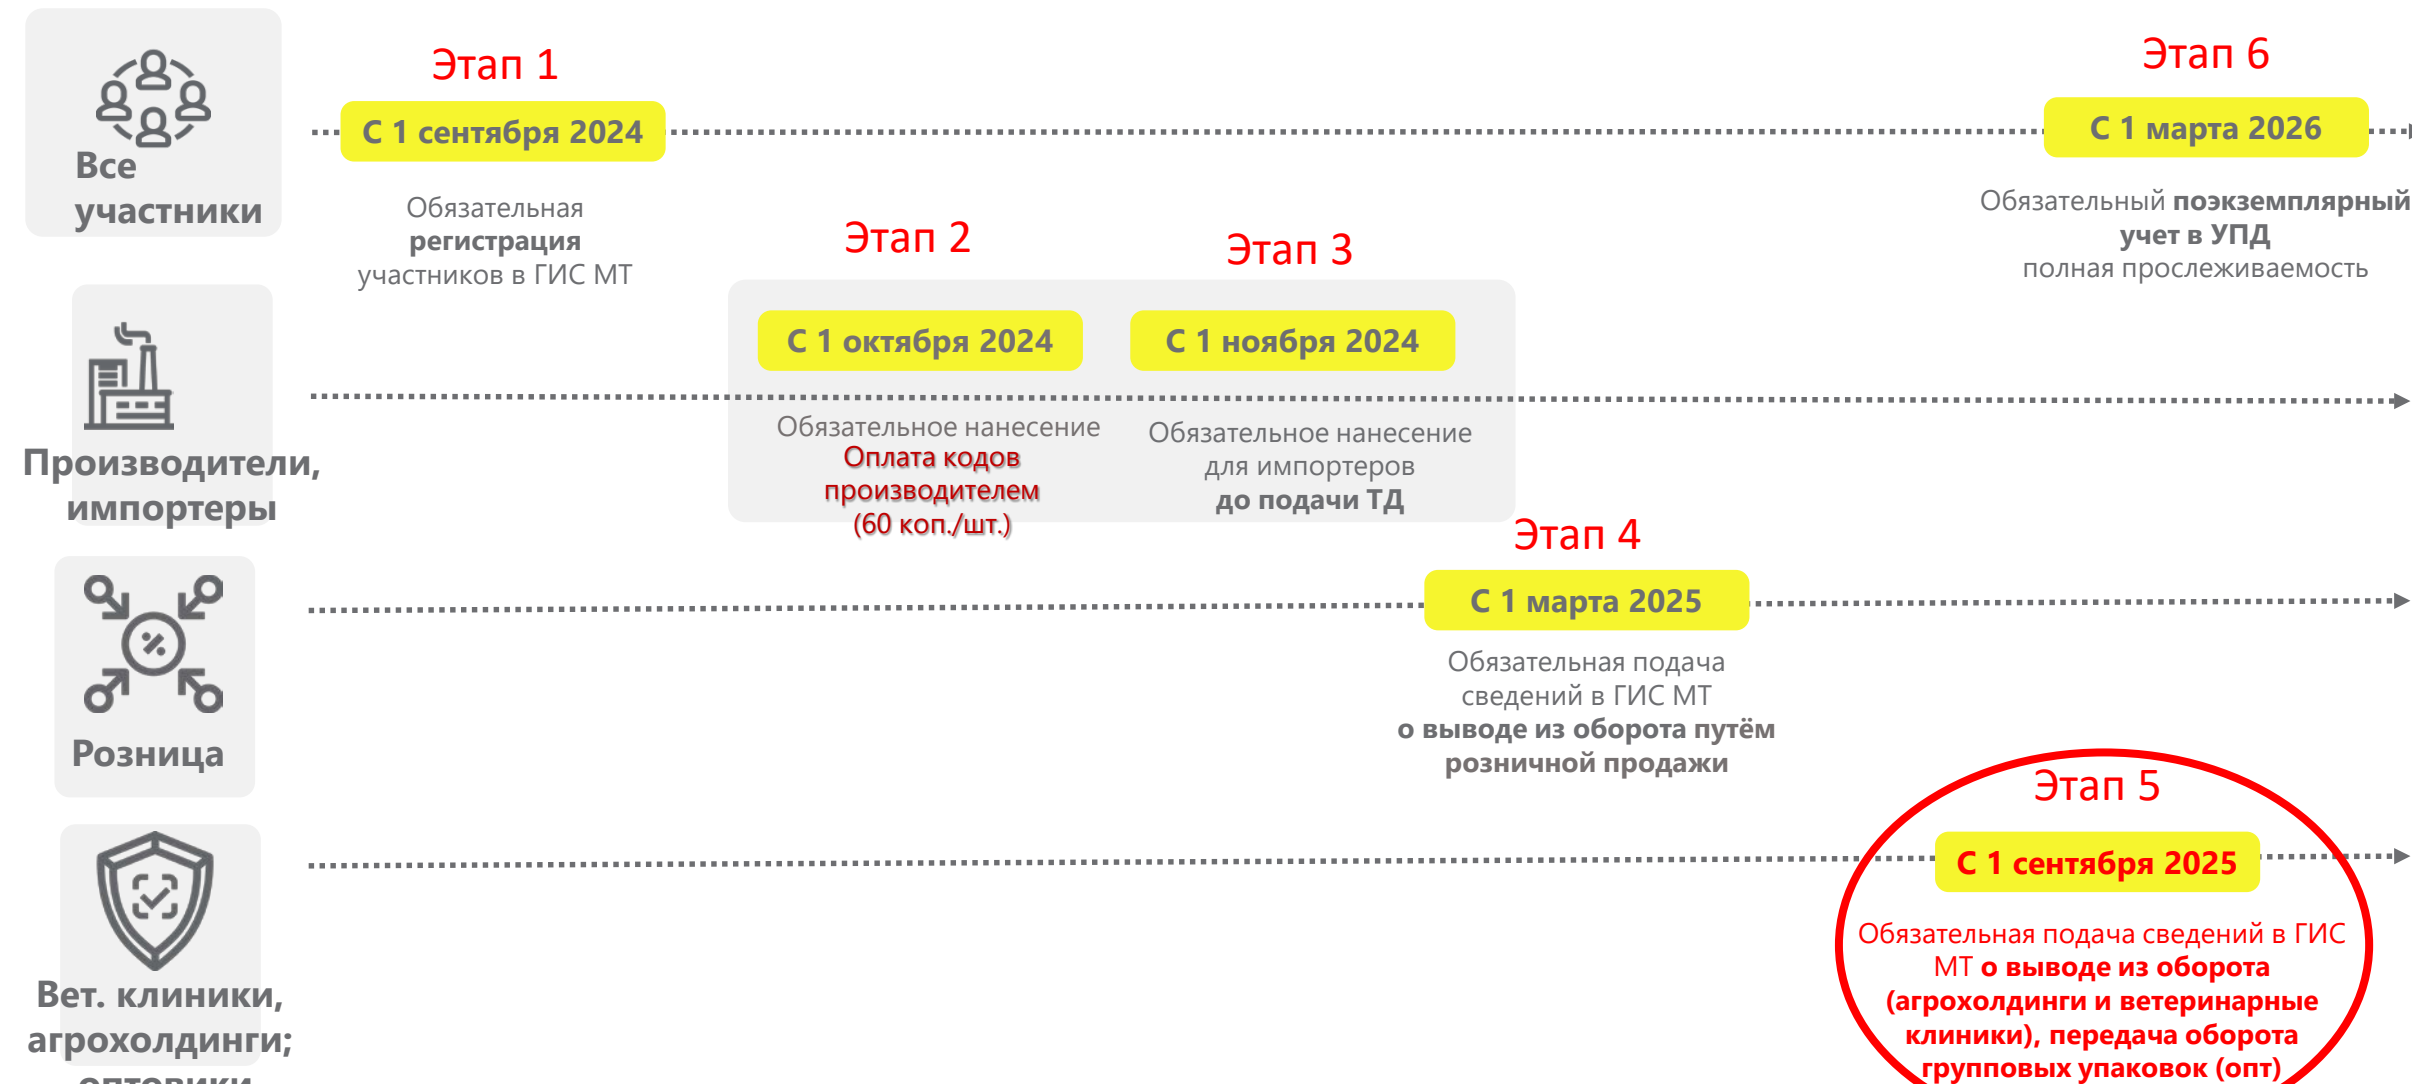 Этап 1
Этап 6
С 1 сентября 2024
С 1 марта 2026
Все
участники
Обязательная
регистрация
участников в ГИС МТ
Обязательный поэкземплярный
учет в УПД
полная прослеживаемость
Этап 2
Этап 3
С 1 октября 2024
С 1 ноября 2024
Производители,
импортеры
Обязательное нанесение
Оплата кодов
производителем
(60 коп./шт.)
Обязательное нанесение
для импортеров
до подачи ТД
Этап 4
С 1 марта 2025
Розница
Обязательная подача
сведений в ГИС МТ
о выводе из оборота путём
розничной продажи
Этап 5
С 1 сентября 2025
Вет. клиники,
агрохолдинги;
оптовики
Обязательная подача сведений в ГИС
МТ о выводе из оборота
(агрохолдинги и ветеринарные
клиники), передача оборота
групповых упаковок (опт)